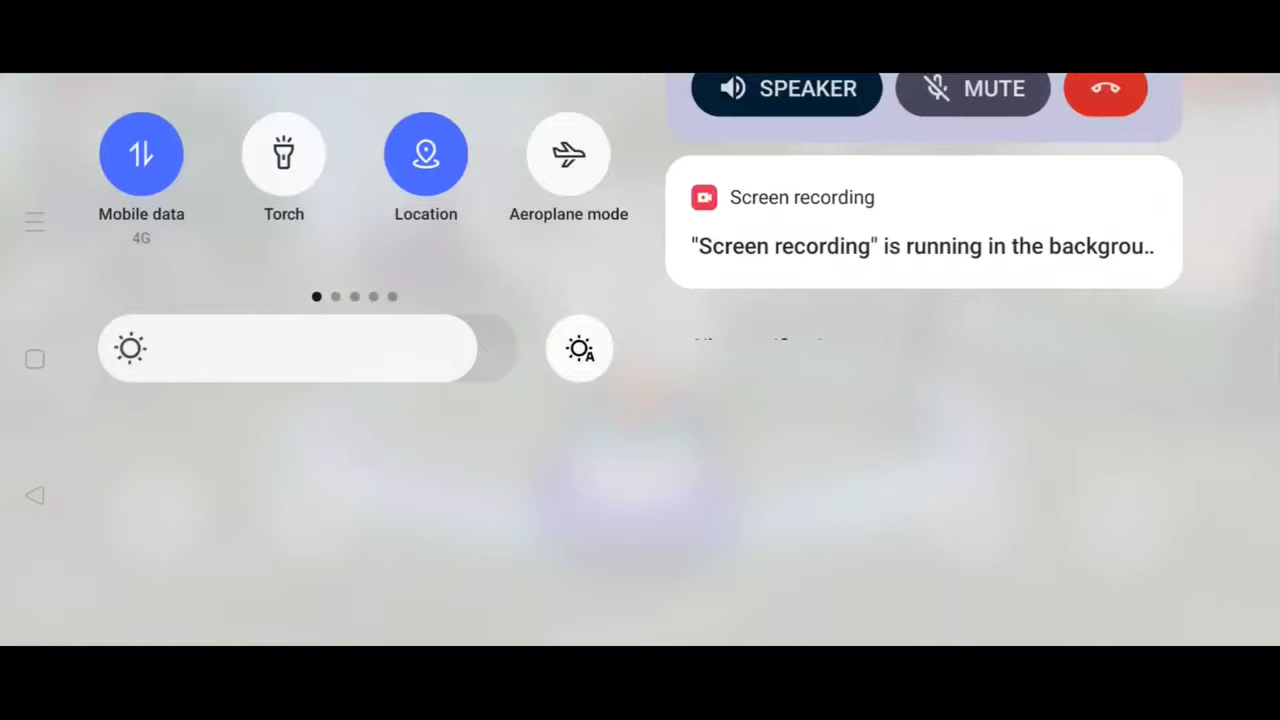 SPEAKER
MUTE
Mobile data
4G
Torch
Location
Aeroplane mode
A
Screen recording
"Screen recording" is running in the backgrou..